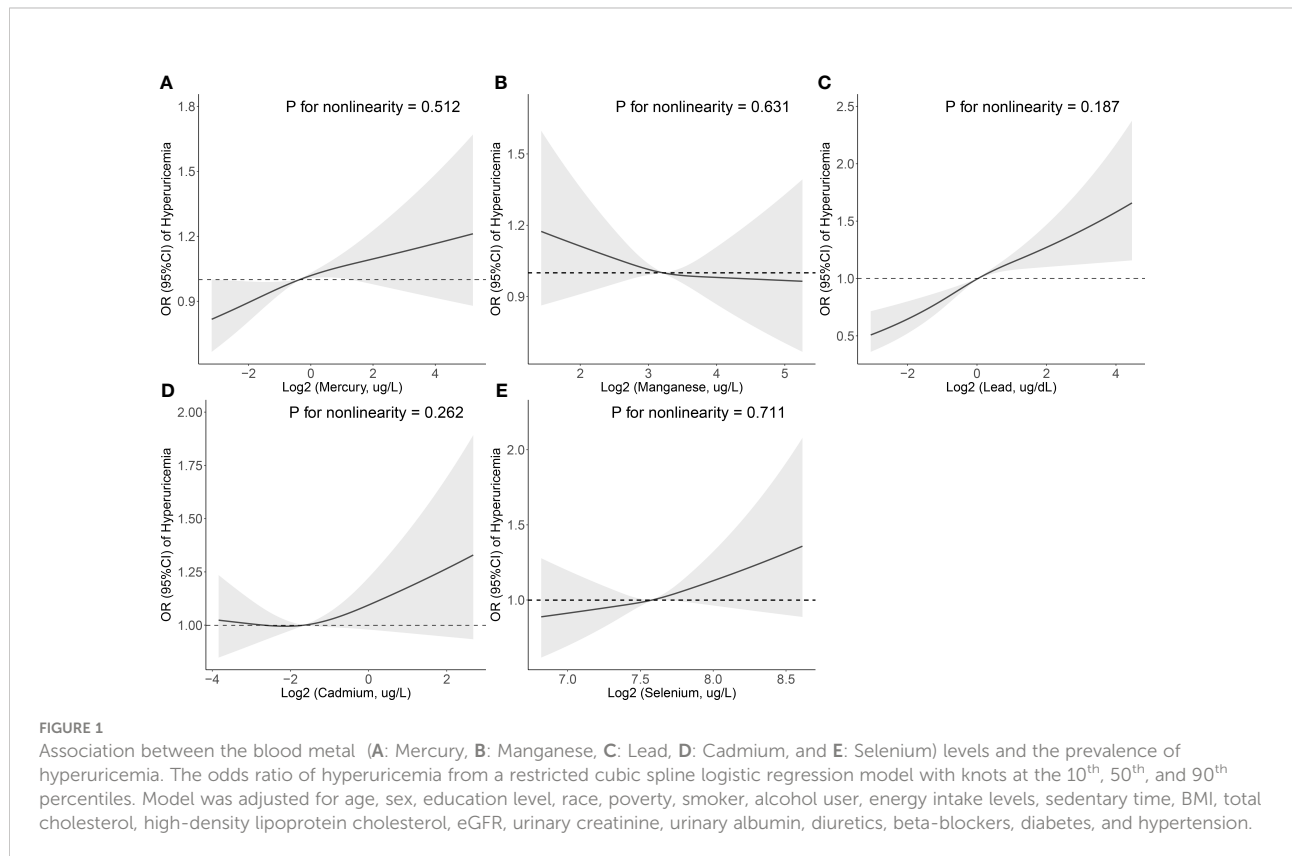 A
P for nonlinearity = 0.512
OR (95%CI) of Hyperuricemia
1.8
1.5
1.2
0.9
−2 0 2 4
Log2 (Mercury, ug/L)
B
P for nonlinearity = 0.631
OR (95%CI) of Hyperuricemia
1.5
1.2
0.9
2 3 4 5
Log2 (Manganese, ug/L)
C
P for nonlinearity = 0.187
OR (95%CI) of Hyperuricemia
2.5
2.0
1.5
1.0
0.5
−2 0 2 4
Log2 (Lead, ug/dL)
D
P for nonlinearity = 0.262
OR (95%CI) of Hyperuricemia
2.00
1.75
1.50
1.25
1.00
−4 −2 0 2
Log2 (Cadmium, ug/L)
E
P for nonlinearity = 0.711
OR (95%CI) of Hyperuricemia
2.0
1.5
1.0
7.0 7.5 8.0 8.5
Log2 (Selenium, ug/L)
FIGURE 1
Association between the blood metal (A: Mercury, B: Manganese, C: Lead, D: Cadmium, and E: Selenium) levels and the prevalence of
hyperuricemia. The odds ratio of hyperuricemia from a restricted cubic spline logistic regression model with knots at the 10th, 50th, and 90th
percentiles. Model was adjusted for age, sex, education level, race, poverty, smoker, alcohol user, energy intake levels, sedentary time, BMI, total
cholesterol, high-density lipoprotein cholesterol, eGFR, urinary creatinine, urinary albumin, diuretics, beta-blockers, diabetes, and hypertension.